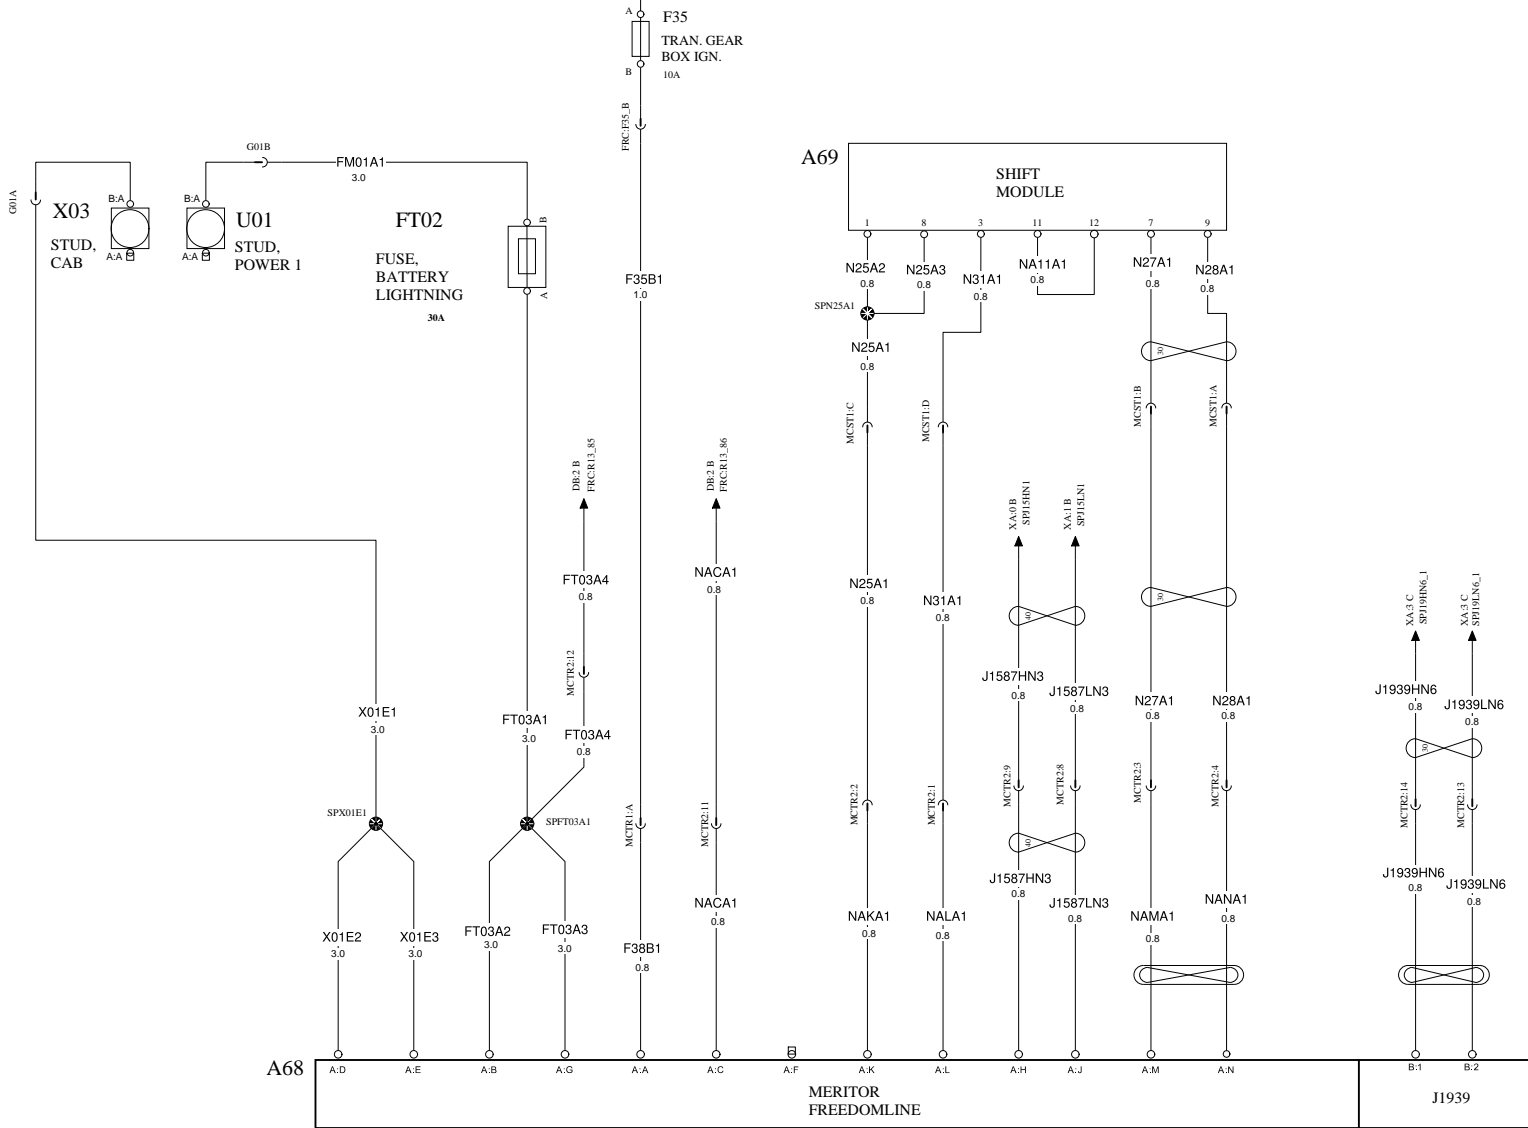 A
F35
TRAN. GEAR
BOX IGN.
B
10A
FRC:F35_B
G01B
FM01A1
3.0
G01A
X03
STUD,
CAB
B:A
A:A
B:A
A:A
U01
STUD,
POWER 1
FT02
FUSE,
BATTERY
LIGHTNING
30A
B
A
F35B1
1.0
A69
SHIFT
MODULE
1
8
3
11
12
7
9
N25A2
0.8
N25A3
0.8
N31A1
0.8
NA11A1
0.8
N27A1
0.8
N28A1
0.8
SPN25A1
N25A1
0.8
30
MCST1:C
MCST1:D
MCST1:B
MCST1:A
DB:2 B
FRC:R13_85
DB:2 B
FRC:R13_86
XA:0 B
SPJ15HN1
XA:1 B
SPJ15LN1
XA:3 C
SPJ19HN6_1
XA:3 C
SPJ19LN6_1
FT03A4
0.8
NACA1
0.8
N25A1
0.8
N31A1
0.8
40
30
MCTR2:12
J1587HN3
0.8
J1587LN3
0.8
N27A1
0.8
N28A1
0.8
J1939HN6
0.8
J1939LN6
0.8
X01E1
3.0
FT03A1
3.0
FT03A4
0.8
30
MCTR1:A
MCTR2:11
MCTR2:2
MCTR2:1
MCTR2:9
MCTR2:8
MCTR2:3
MCTR2:4
MCTR2:14
MCTR2:13
SPX01E1
SPFT03A1
40
J1587HN3
0.8
J1587LN3
0.8
J1939HN6
0.8
J1939LN6
0.8
X01E2
3.0
X01E3
3.0
FT03A2
3.0
FT03A3
3.0
F38B1
0.8
NACA1
0.8
NAKA1
0.8
NALA1
0.8
NAMA1
0.8
NANA1
0.8
A68
A:D
A:E
A:B
A:G
A:A
A:C
A:F
A:K
A:L
A:H
A:J
A:M
A:N
B:1
B:2
MERITOR
FREEDOMLINE
J1939